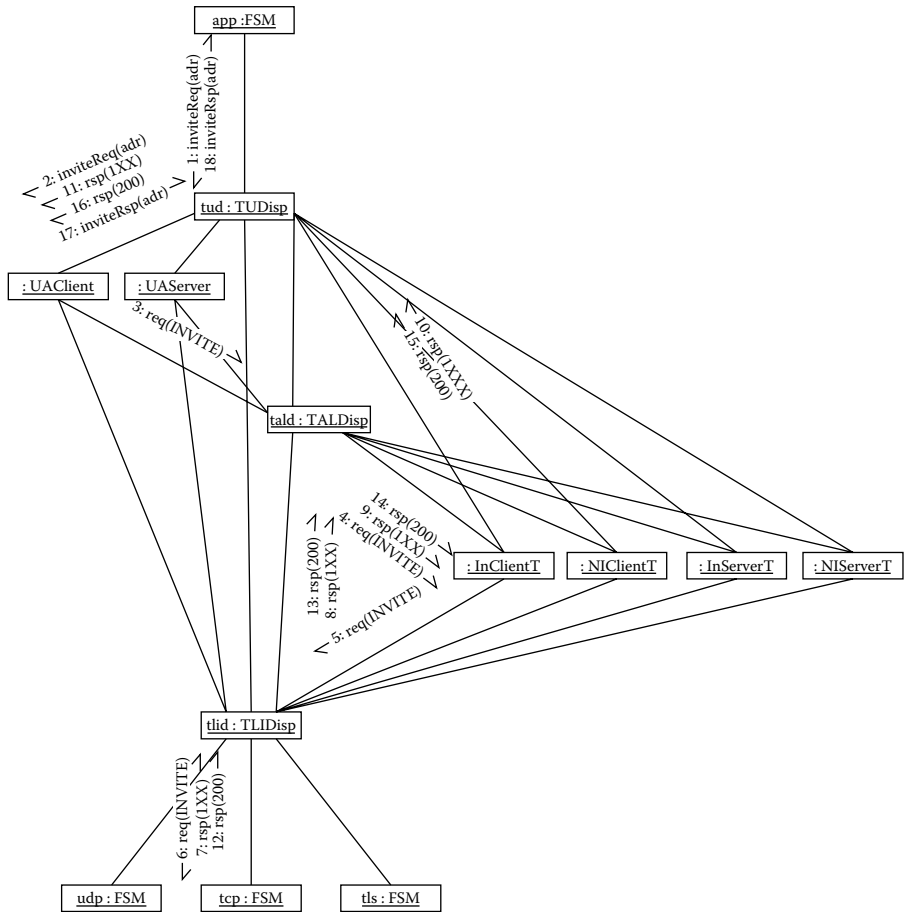 app :FSM
1: inviteReq(adr)
18: inviteRsp(adr)
2: inviteReq(adr)
11: rsp(1XX)
16: rsp(200)
17: inviteRsp(adr)
tud : TUDisp
: UAClient
: UAServer
3: req(INVITE)
10: rsp(1XXX)
15: rsp(200)
tald : TALDisp
14: rsp(200)
9: rsp(1XX)
4: req(INVITE)
13: rsp(200)
8: rsp(1XX)
: InClientT
: NIClientT
: InServerT
: NIServerT
5: req(INVITE)
tlid : TLIDisp
6: req(INVITE)
7: rsp(1XX)
12: rsp(200)
udp : FSM
tcp : FSM
tls : FSM